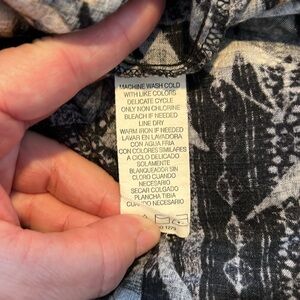 MACHINE WASH COLD
WITH LIKE COLORS
DELICATE CYCLE
ONLY NON CHLORINE
BLEACH IF NEEDED
LINE DRY
WARM IRON IF NEEDED
LAVAR EN LAVADORA
CON AGUA FRIA
CON COLORES SIMILARES
A CICLO DELICADO
SOLAMENTE
BLANQUEADOR SIN
CLORO CUANDO
NECESARIO
SECAR COLGADO
PLANCHA TIBIA
CUANDO NECESARIO